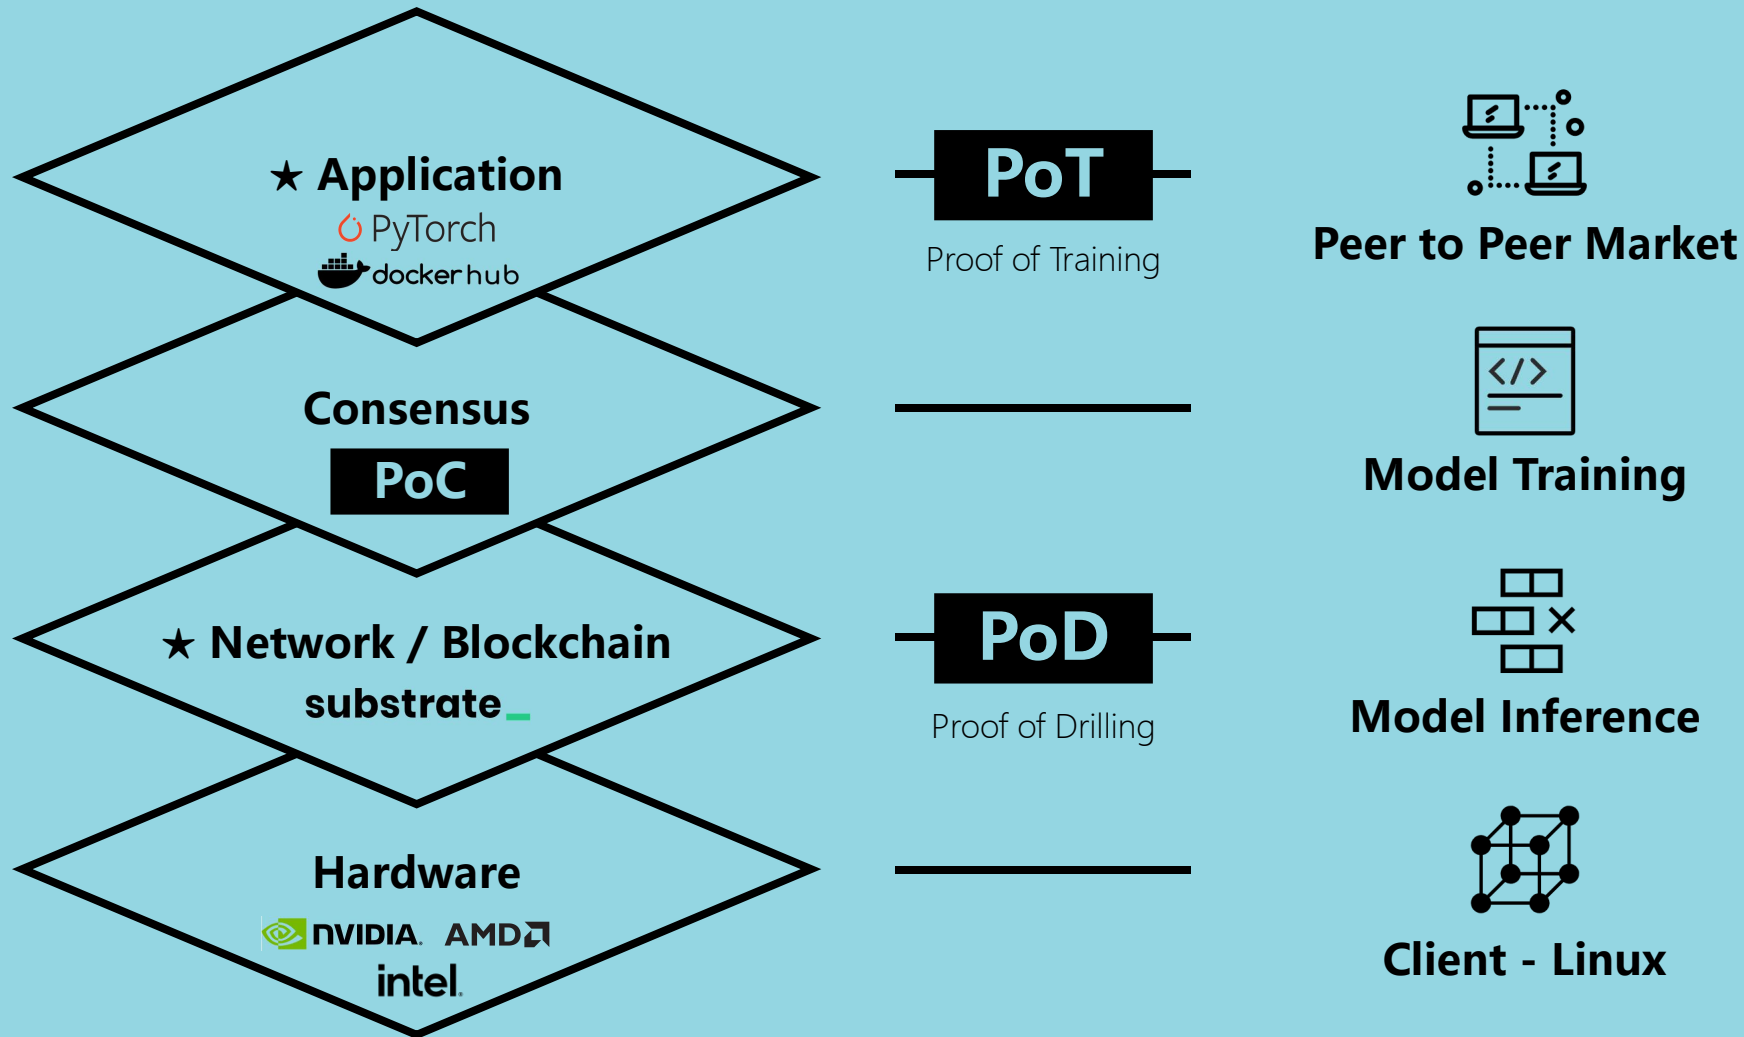 ★ Application
PyTorch
docker hub
PoT
Proof of Training
Peer to Peer Market
Consensus
PoC
</>
Model Training
★ Network / Blockchain
substrate_
PoD
Proof of Drilling
Model Inference
Hardware
NVIDIA. AMD
intel.
Client - Linux